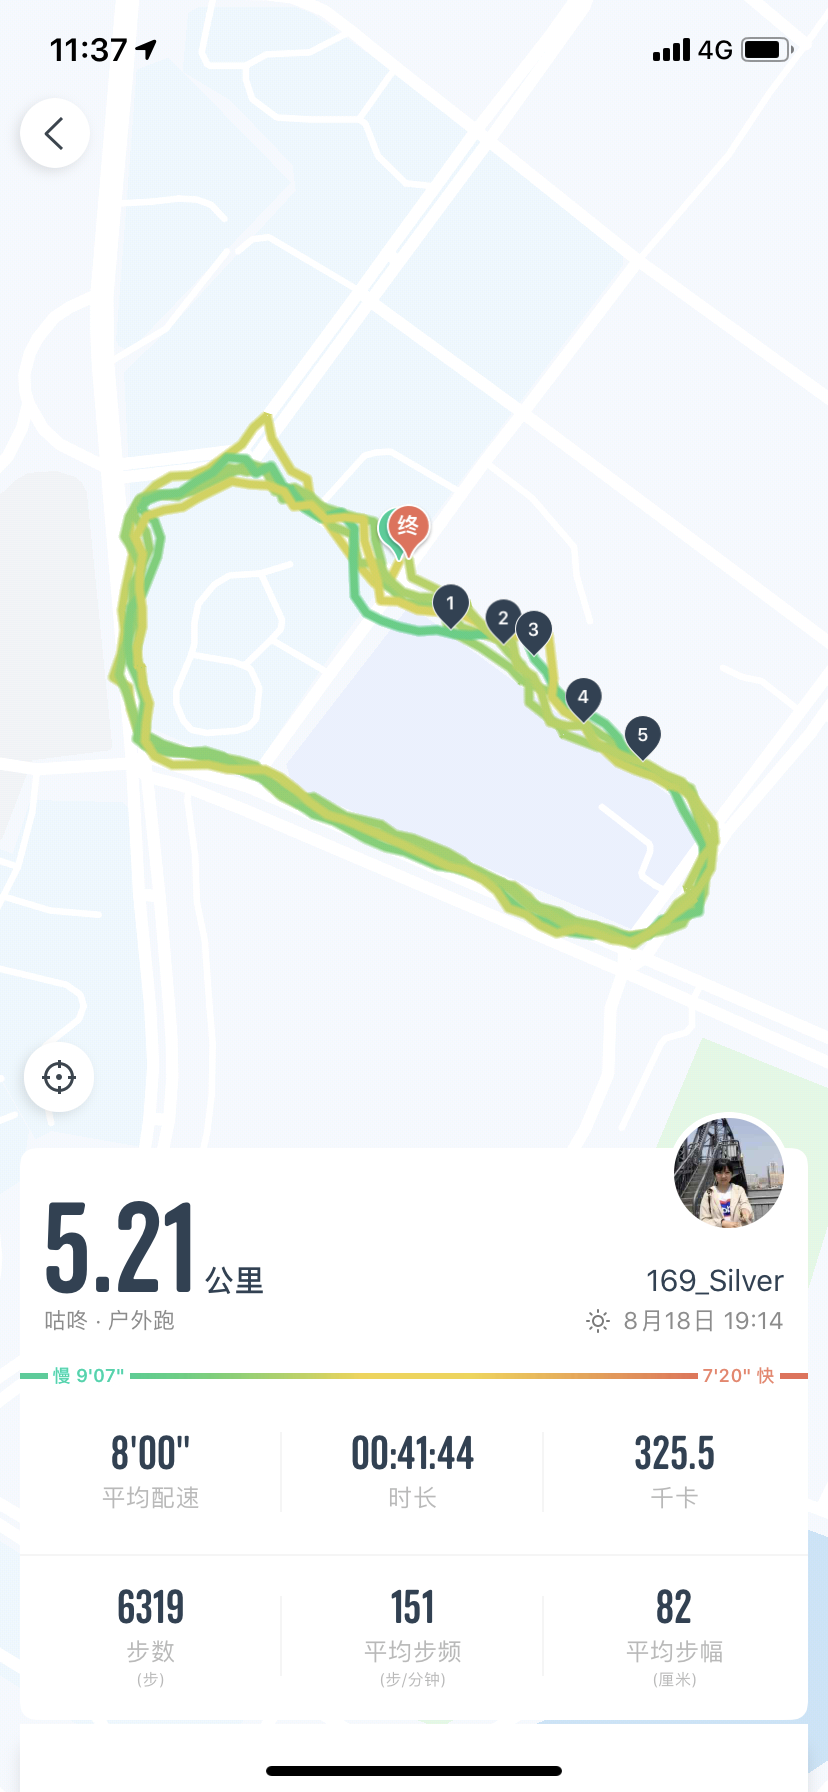 11:37 4G
终
1
2
3
4
5
5.21 公里
169_Silver
咕咚 · 户外跑
8月18日 19:14
慢 9'07" 7'20" 快
8'00" 00:41:44 325.5
平均配速 时长 千卡
6319 151 82
步数 平均步频 平均步幅
(步) (步/分钟) (厘米)